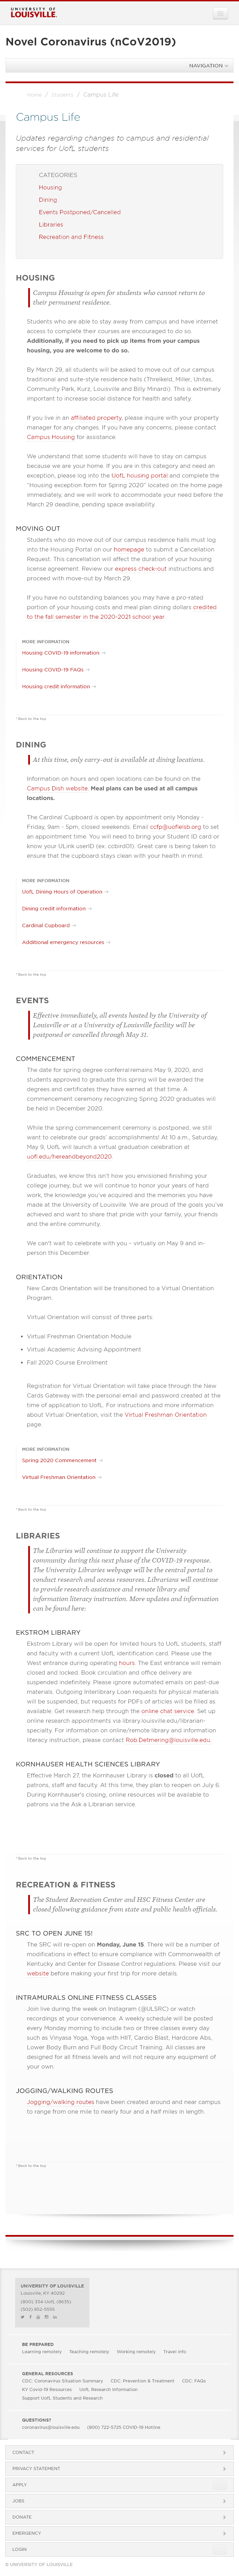 UNIVERSITY OF
LOUISVILLE.
Novel Coronavirus (nCoV2019)
NAVIGATION
Home / Students / Campus Life
Campus Life
Updates regarding changes to campus and residential
services for UofL students
CATEGORIES
Housing
Dining
Events Postponed/Cancelled
Libraries
Recreation and Fitness
HOUSING
Campus Housing is open for students who cannot return to
their permanent residence.
Students who are able to stay away from campus and have internet
access to complete their courses are encouraged to do so.
Additionally, if you need to pick up items from your campus
housing, you are welcome to do so.
By March 29, all students will be asked to move-out of our campus
traditional and suite-style residence halls (Threlkeld, Miller, Unitas,
Community Park, Kurz, Louisville and Billy Minardi). This helps to
increase social distance for health and safety.
If you live in an affiliated property, please inquire with your property
manager for any changes. If you have any concerns, please contact
Campus Housing for assistance.
We understand that some students will have to stay on campus
because we are your home. If you are in this category and need an
exception, please log into the UofL housing portal and complete the
"Housing exception form for Spring 2020" located on the home page
of each portal, and we will work to accommodate your need before the
March 29 deadline, pending space availability.
MOVING OUT
Students who do move out of our campus residence halls must log
into the Housing Portal on our homepage to submit a Cancellation
Request. This cancellation will affect the duration of the housing
license. Review our express check-out instructions and
proceed with move-out by March 29.
If you have no outstanding balances you may have a pro-rated
portion of your housing costs and meal plan dining dollars credited
to the fall semester in the 2020-2021 school year.
MORE INFORMATION
Housing COVID-19 information →
Housing COVID-19 FAQs →
Housing credit information →
^ Back to the top
DINING
At this time, only carry-out is available at dining locations.
Information on hours and open locations can be found on the
Campus Dish website. Meal plans can be used at all campus
locations.
The Cardinal Cupboard is open by appointment only Monday -
Friday, 9am - 5pm, closed weekends. Email ccfp@uoflwlsb.org to set
an appointment. You will need to bring your Student ID card or
know your ULink userID (ex: ccbird01). Great care is being taken to
ensure that the cupboard stays clean with your health in mind.
MORE INFORMATION
UofL Dining Hours of Operation →
Dining credit information →
Cardinal Cupboard →
Additional emergency resources →
^ Back to the top
EVENTS
Effective immediately, all events hosted by the University of
Louisville or at a University of Louisville facility will be
postponed or cancelled through May 31.
COMMENCEMENT
The date for spring degree conferral remains May 9, 2020, and
students expected to graduate this spring will be awarded the
degrees and certificates they have earned at that time. A
commencement ceremony recognizing Spring 2020 graduates will
be held in December 2020.
While the spring commencement ceremony is postponed, we still
want to celebrate our grads' accomplishments! At 10 a.m., Saturday,
May 9, UofL will launch a virtual graduation celebration at
uofl.edu/hereandbeyond2020.
Graduates, we know this isn't how you envisioned finishing your
college journey, but we will continue to honor your years of hard
work, the knowledge you've acquired, and the memories you've
made at the University of Louisville. We are proud of the goals you've
achieved and want to share that pride with your family, your friends
and the entire community.
We can't wait to celebrate with you – virtually on May 9 and in-
person this December.
ORIENTATION
New Cards Orientation will be transitioned to a Virtual Orientation
Program.
Virtual Orientation will consist of three parts:
• Virtual Freshman Orientation Module
• Virtual Academic Advising Appointment
• Fall 2020 Course Enrollment
Registration for Virtual Orientation will take place through the New
Cards Gateway with the personal email and password created at the
time of application to UofL. For instructions and more information
about Virtual Orientation, visit the Virtual Freshman Orientation
page.
MORE INFORMATION
Spring 2020 Commencement →
Virtual Freshman Orientation →
^ Back to the top
LIBRARIES
The Libraries will continue to support the University
community during this next phase of the COVID-19 response.
The University Libraries webpage will be the central portal to
conduct research and access resources. Libraries will continue
to provide research assistance and remote library and
information literacy instruction. More updates and information
can be found here:
EKSTROM LIBRARY
Ekstrom Library will be open for limited hours to UofL students, staff
and faculty with a current UofL identification card. Please use the
West entrance during operating hours. The East entrance will remain
closed and locked. Book circulation and office delivery are
suspended indefinitely. Please ignore automated emails on past-due
materials. Outgoing Interlibrary Loan requests for physical materials
will be suspended, but requests for PDFs of articles will be filled as
available. Get research help through the online chat service. Set up
online research appointments via library.lousville.edu/librarian-
specialty. For information on online/remote library and information
literacy instruction, please contact Rob.Detmering@louisville.edu.
KORNHAUSER HEALTH SCIENCES LIBRARY
Effective March 27, the Kornhauser Library is closed to all UofL
patrons, staff and faculty. At this time, they plan to reopen on July 6.
During Kornhauser's closing, online resources will be available to
patrons via the Ask a Librarian service.
^ Back to the top
RECREATION & FITNESS
The Student Recreation Center and HSC Fitness Center are
closed following guidance from state and public health officials.
SRC TO OPEN JUNE 15!
The SRC will re-open on Monday, June 15. There will be a number of
modifications in effect to ensure compliance with Commonwealth of
Kentucky and Center for Disease Control regulations. Please visit our
website before making your first trip for more details.
INTRAMURALS ONLINE FITNESS CLASSES
Join live during the week on Instagram (@ULSRC) or watch
recordings at your convenience. A weekly schedule will be posted
every Monday morning to include two or three classes every day
such as Vinyasa Yoga, Yoga with HIIT, Cardio Blast, Hardcore Abs,
Lower Body Burn and Full Body Circuit Training. All classes are
designed for all fitness levels and will not require any equipment of
your own.
JOGGING/WALKING ROUTES
Jogging/walking routes have been created around and near campus
to range from one mile to nearly four and a half miles in length.
^ Back to the top
UNIVERSITY OF LOUISVILLE
Louisville, KY 40292
(800) 334-UofL (8635)
(502) 852-5555
BE PREPARED
Learning remotely Teaching remotely Working remotely Travel info
GENERAL RESOURCES
CDC: Coronavirus Situation Summary CDC: Prevention & Treatment CDC: FAQs
KY Covid-19 Resources UofL Research Information
Support UofL Students and Research
QUESTIONS?
coronavirus@louisville.edu (800) 722-5725 COVID-19 Hotline
CONTACT
PRIVACY STATEMENT
APPLY
JOBS
DONATE
EMERGENCY
LOGIN
© UNIVERSITY OF LOUISVILLE